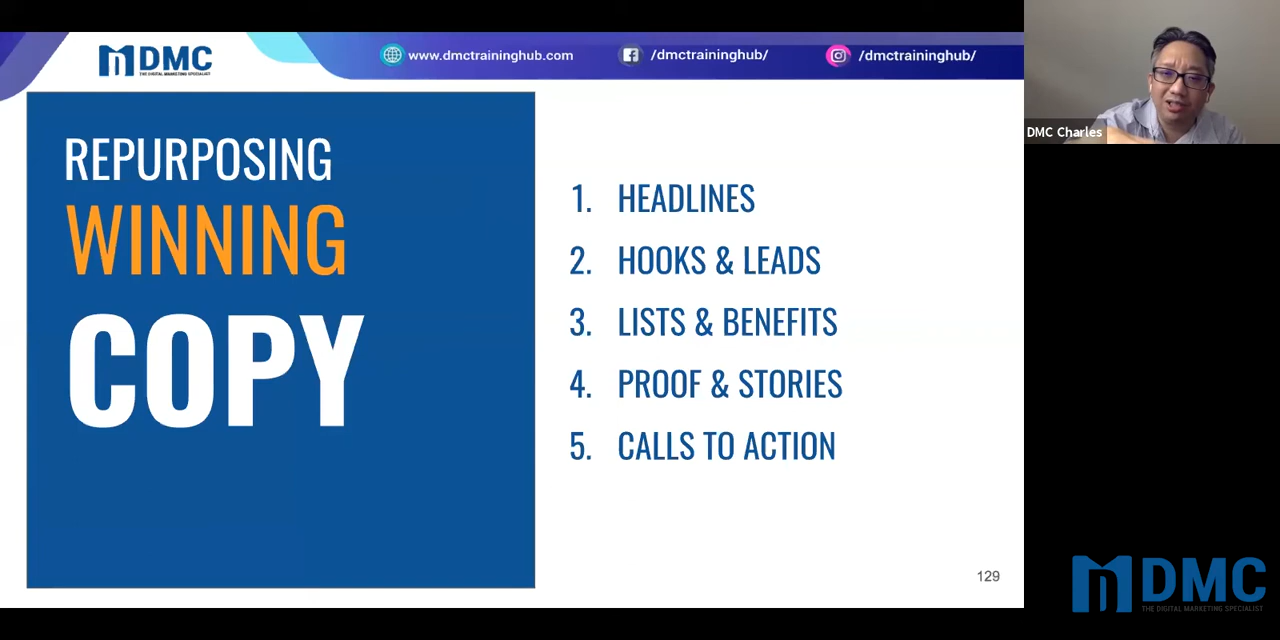 DMC
THE DIGITAL MARKETING SPECIALIST
www.dmctraininghub.com
/dmctraininghub/
/dmctraininghub/
DMC Charles
REPURPOSING
WINNING
COPY
1. HEADLINES
2. HOOKS & LEADS
3. LISTS & BENEFITS
4. PROOF & STORIES
5. CALLS TO ACTION
129
DMC
THE DIGITAL MARKETING SPECIALIST